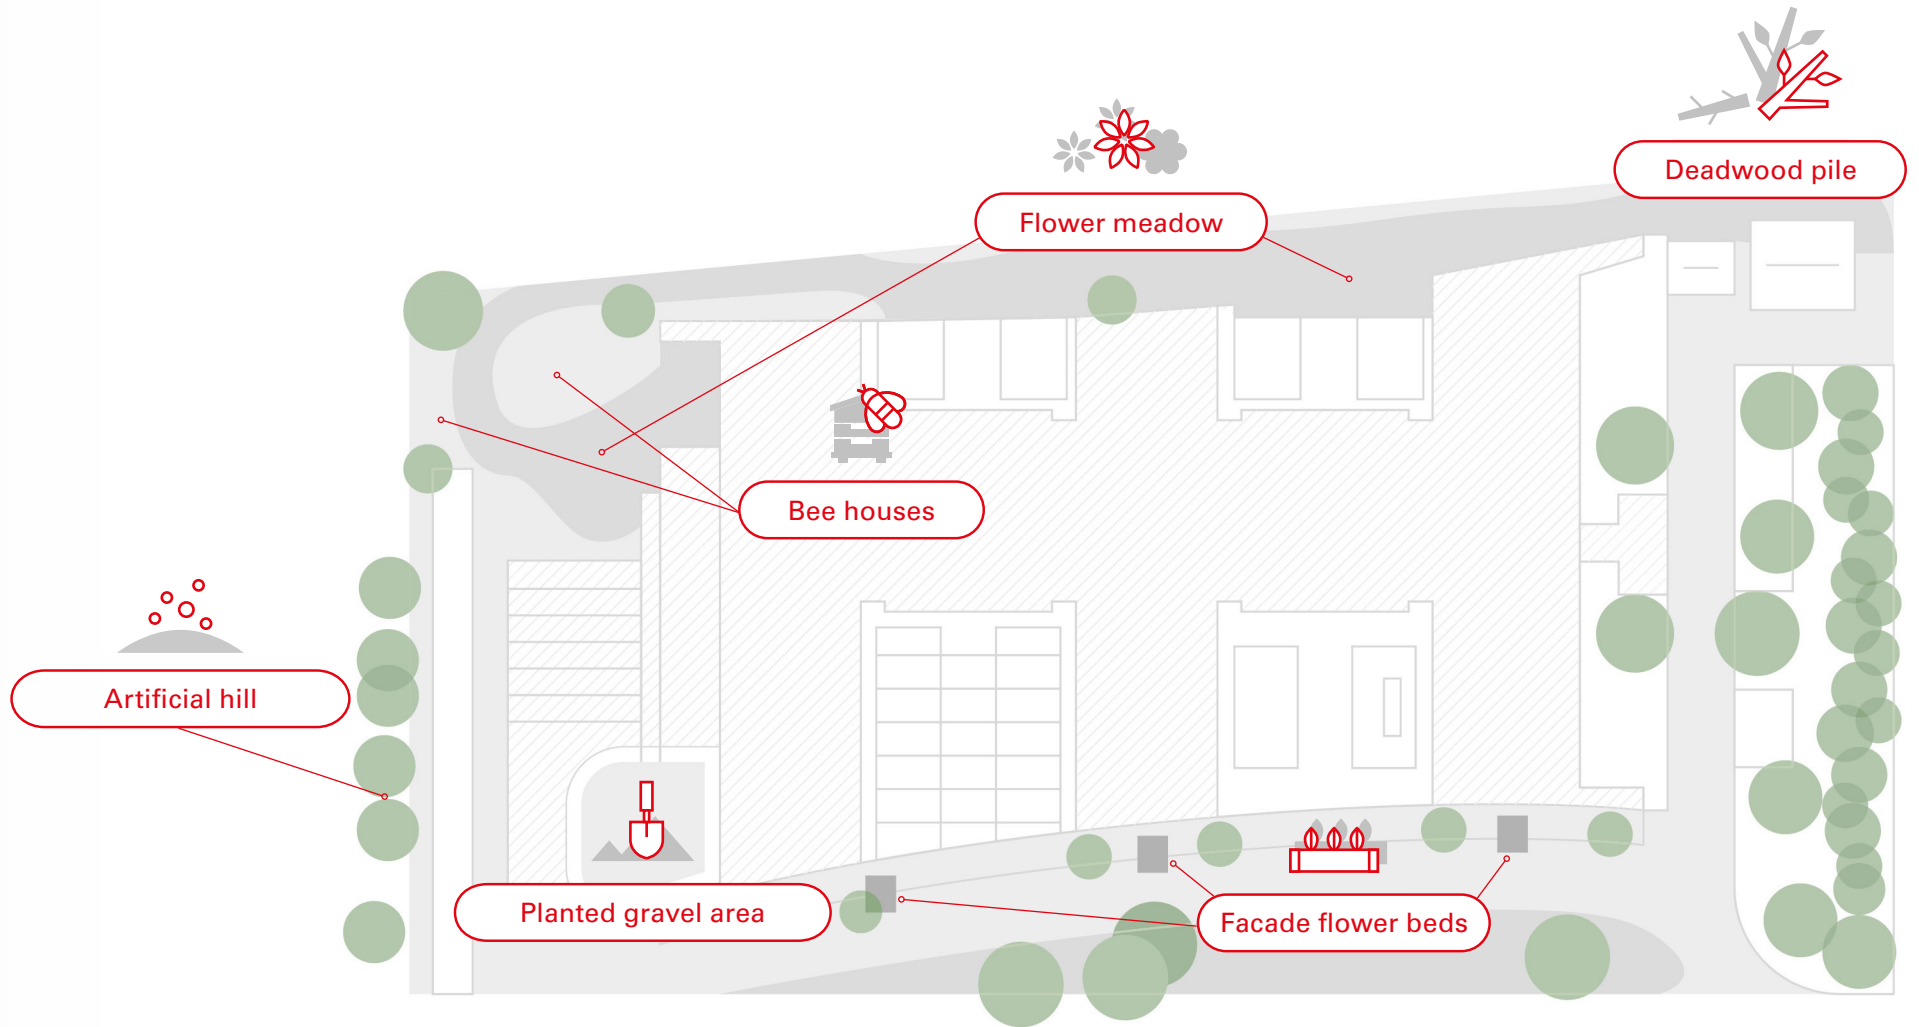 Deadwood pile
Flower meadow
Bee houses
Artificial hill
Planted gravel area
Facade flower beds